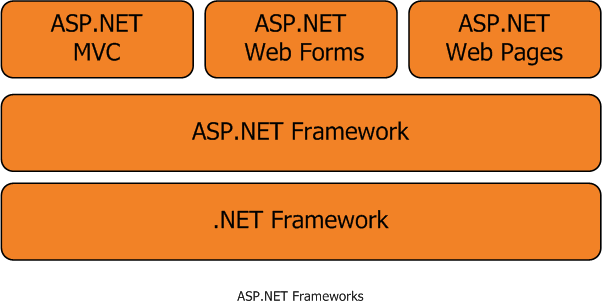 ASP.NET
MVC
ASP.NET
Web Forms
ASP.NET
Web Pages
ASP.NET Framework
.NET Framework
ASP.NET Frameworks